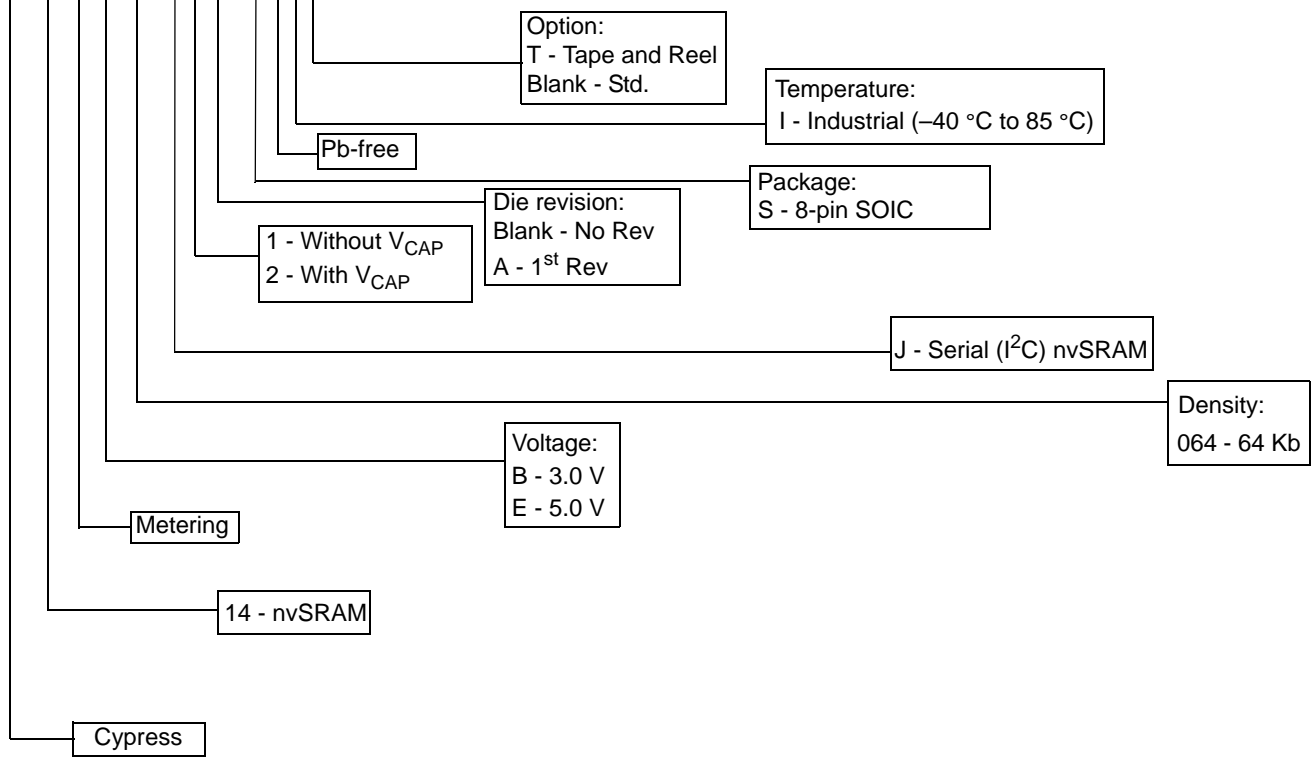 Option:
T - Tape and Reel
Blank - Std.
Temperature:
I - Industrial (–40 °C to 85 °C)
Pb-free
Package:
S - 8-pin SOIC
Die revision:
Blank - No Rev
A - 1st Rev
1 - Without VCAP
2 - With VCAP
J - Serial (I2C) nvSRAM
Density:
064 - 64 Kb
Voltage:
B - 3.0 V
E - 5.0 V
Metering
14 - nvSRAM
Cypress